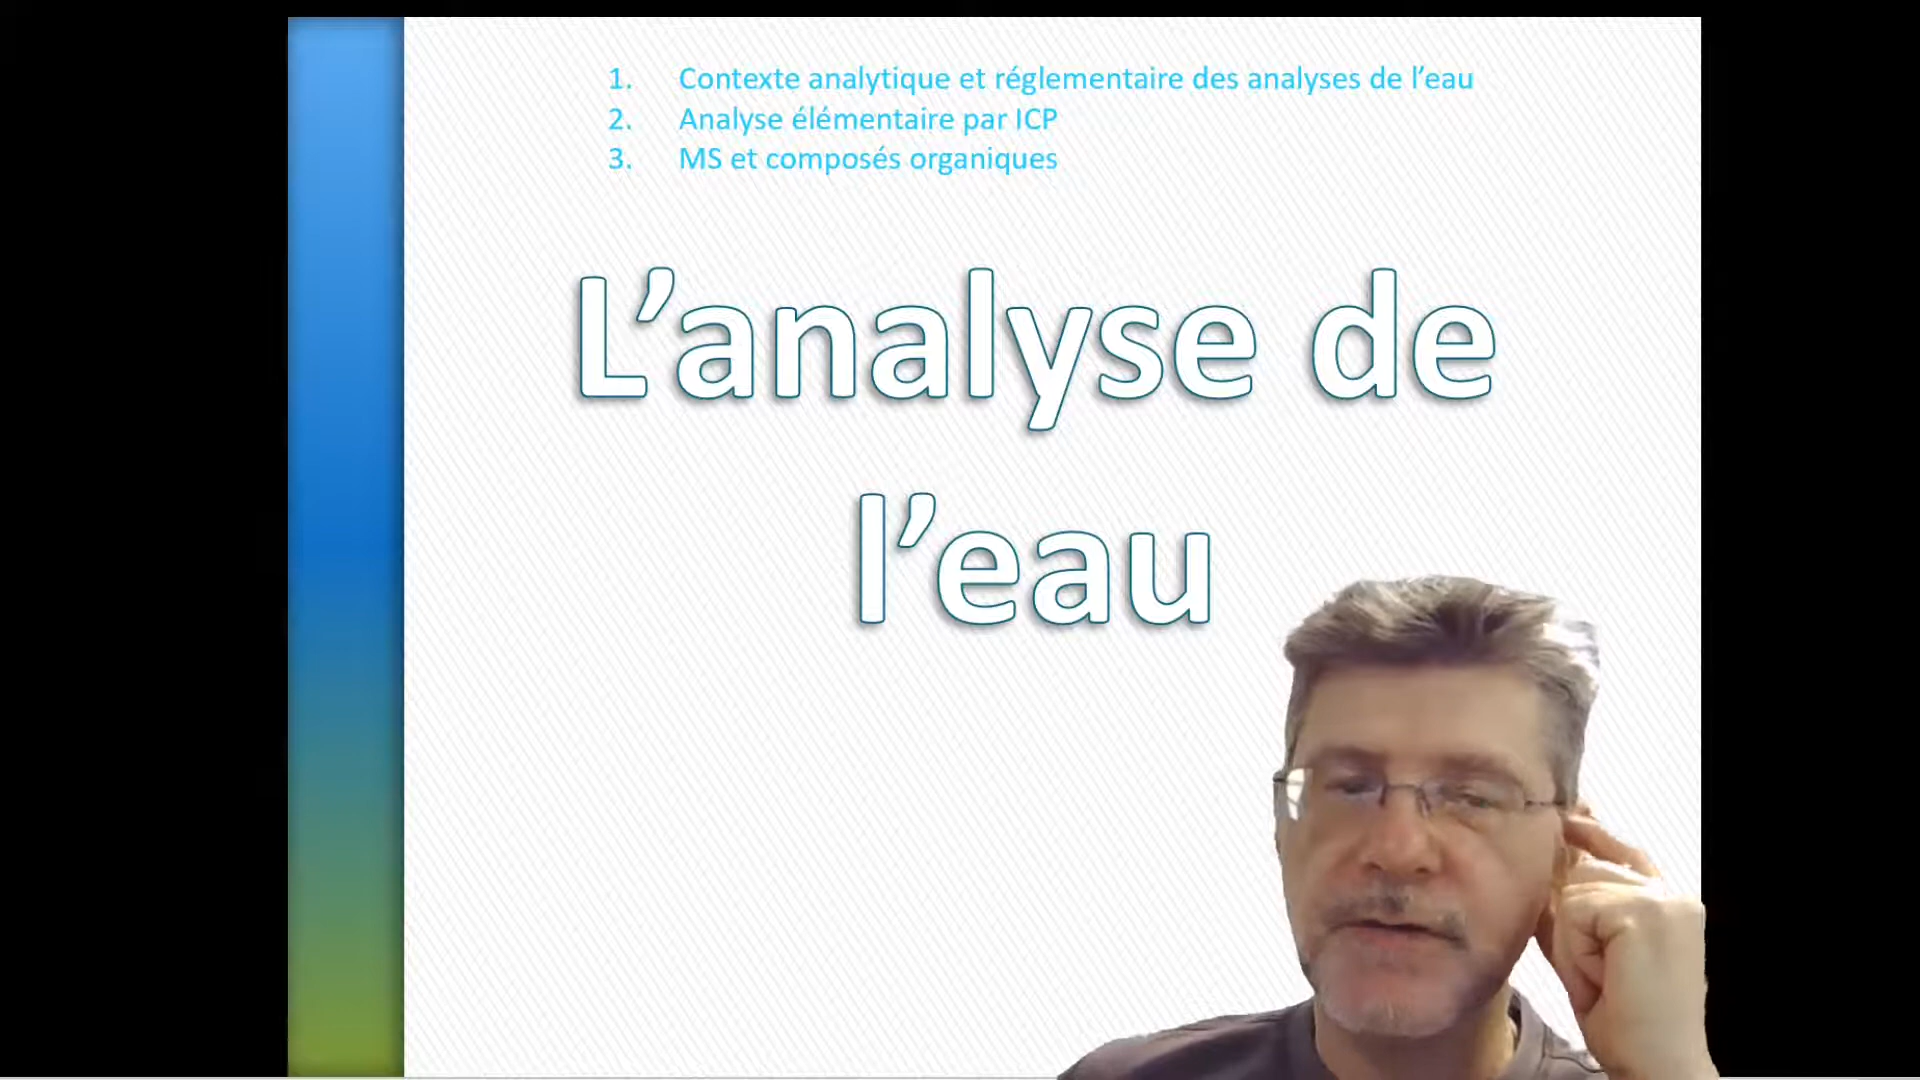 1. Contexte analytique et réglementaire des analyses de l’eau
2. Analyse élémentaire par ICP
3. MS et composés organiques
L’analyse de
l’eau